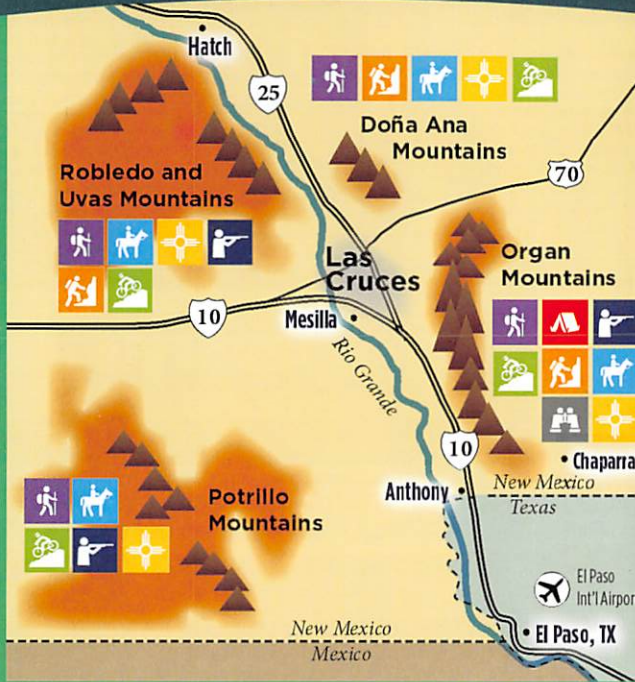 Hatch
25
Doña Ana
Mountains
70
Robledo and
Uvas Mountains
Las
Cruces
Organ
Mountains
10
Mesilla
Rio Grande
10
Chaparra
New Mexico
Texas
Anthony
Potrillo
Mountains
El Paso
Int'l Airpor
El Paso, TX
New Mexico
Mexico